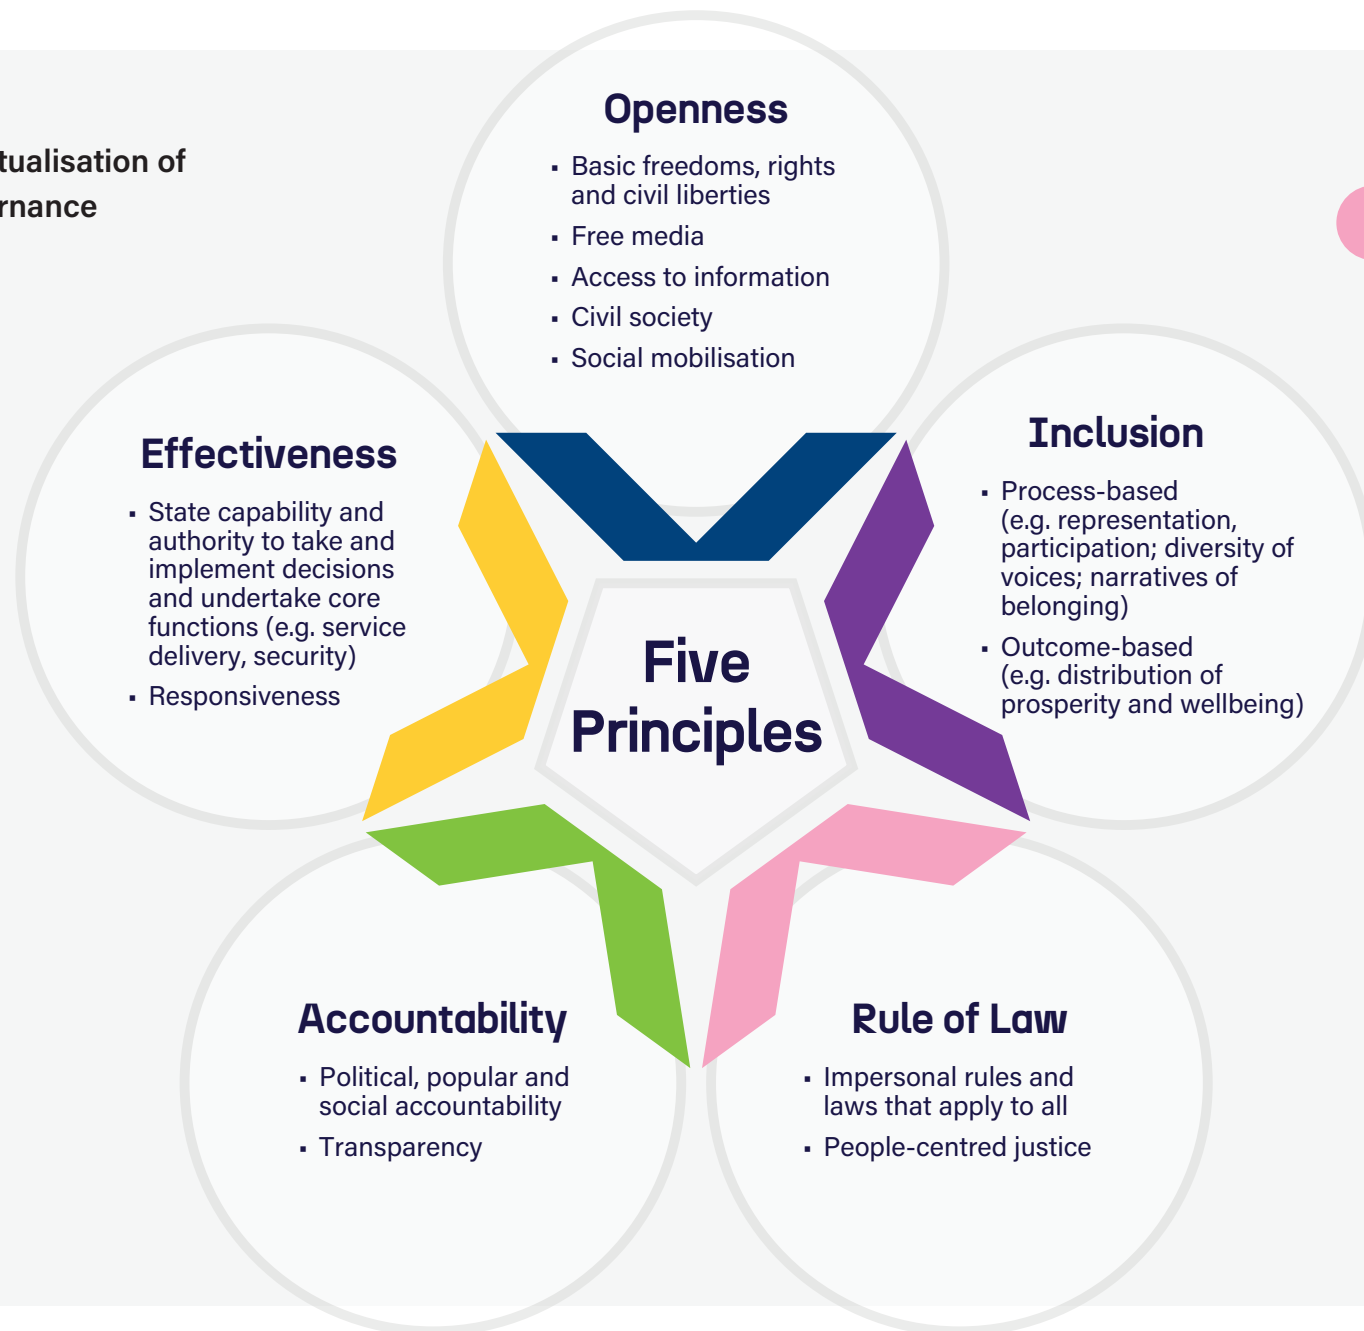 tualisation of
rnance
Openness
▪ Basic freedoms, rights
and civil liberties
▪ Free media
▪ Access to information
▪ Civil society
▪ Social mobilisation
Effectiveness
▪ State capability and
authority to take and
implement decisions
and undertake core
functions (e.g. service
delivery, security)
▪ Responsiveness
Inclusion
▪ Process-based
(e.g. representation,
participation; diversity of
voices; narratives of
belonging)
▪ Outcome-based
(e.g. distribution of
prosperity and wellbeing)
Five
Principles
Accountability
▪ Political, popular and
social accountability
▪ Transparency
Rule of Law
▪ Impersonal rules and
laws that apply to all
▪ People-centred justice